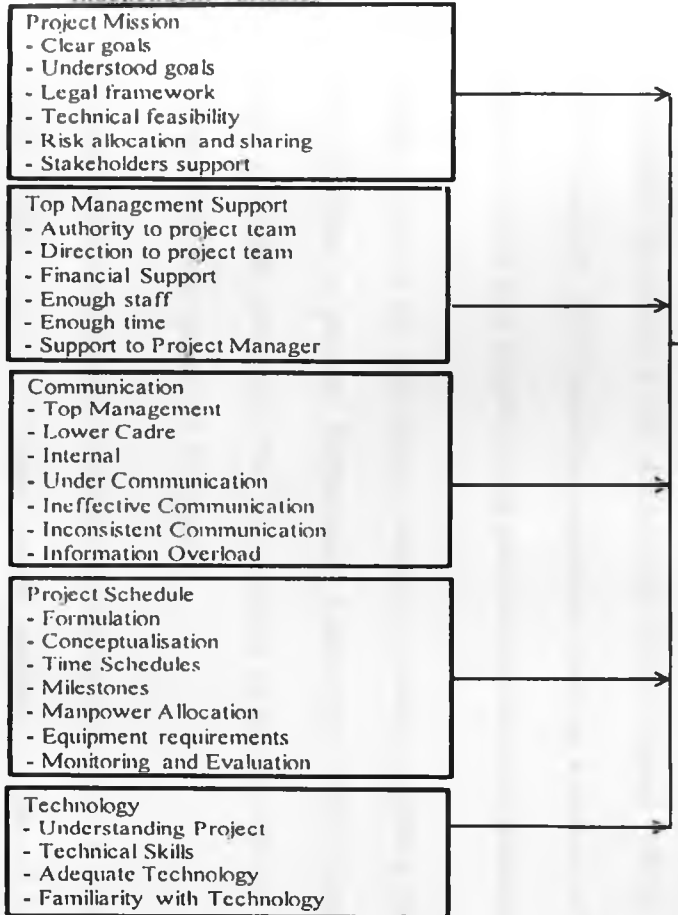 Project Mission
- Clear goals
- Understood goals
- Legal framework
- Technical feasibility
- Risk allocation and sharing
- Stakeholders support
Top Management Support
- Authority to project team
- Direction to project team
- Financial Support
- Enough staff
- Enough time
- Support to Project Manager
Communication
- Top Management
- Lower Cadre
- Internal
- Under Communication
- Ineffective Communication
- Inconsistent Communication
- Information Overload
Project Schedule
- Formulation
- Conceptualisation
- Time Schedules
- Milestones
- Manpower Allocation
- Equipment requirements
- Monitoring and Evaluation
Technology
- Understanding Project
- Technical Skills
- Adequate Technology
- Familiarity with Technology